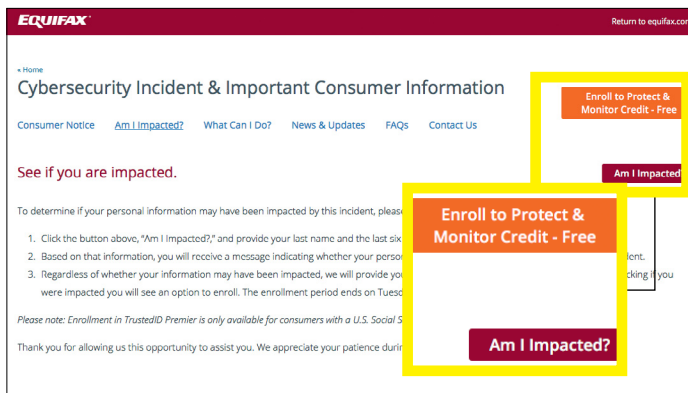 EQUIFAX
Return to equifax.com
« Home
Cybersecurity Incident & Important Consumer Information
Enroll to Protect &
Monitor Credit - Free
Consumer Notice Am I Impacted? What Can I Do? News & Updates FAQs Contact Us
See if you are impacted.
Am I Impacted?
To determine if your personal information may have been impacted by this incident, please
1. Click the button above, "Am I Impacted?," and provide your last name and the last six
2. Based on that information, you will receive a message indicating whether your
3. Regardless of whether your information may have been impacted, we will provide if you
were impacted you will see an option to enroll. The enrollment period ends on
Please note: Enrollment in TrustedID Premier is only available for consumers with a U.S. Social
Thank you for allowing us this opportunity to assist you. We appreciate your patience
Enroll to Protect &
Monitor Credit - Free
Am I Impacted?